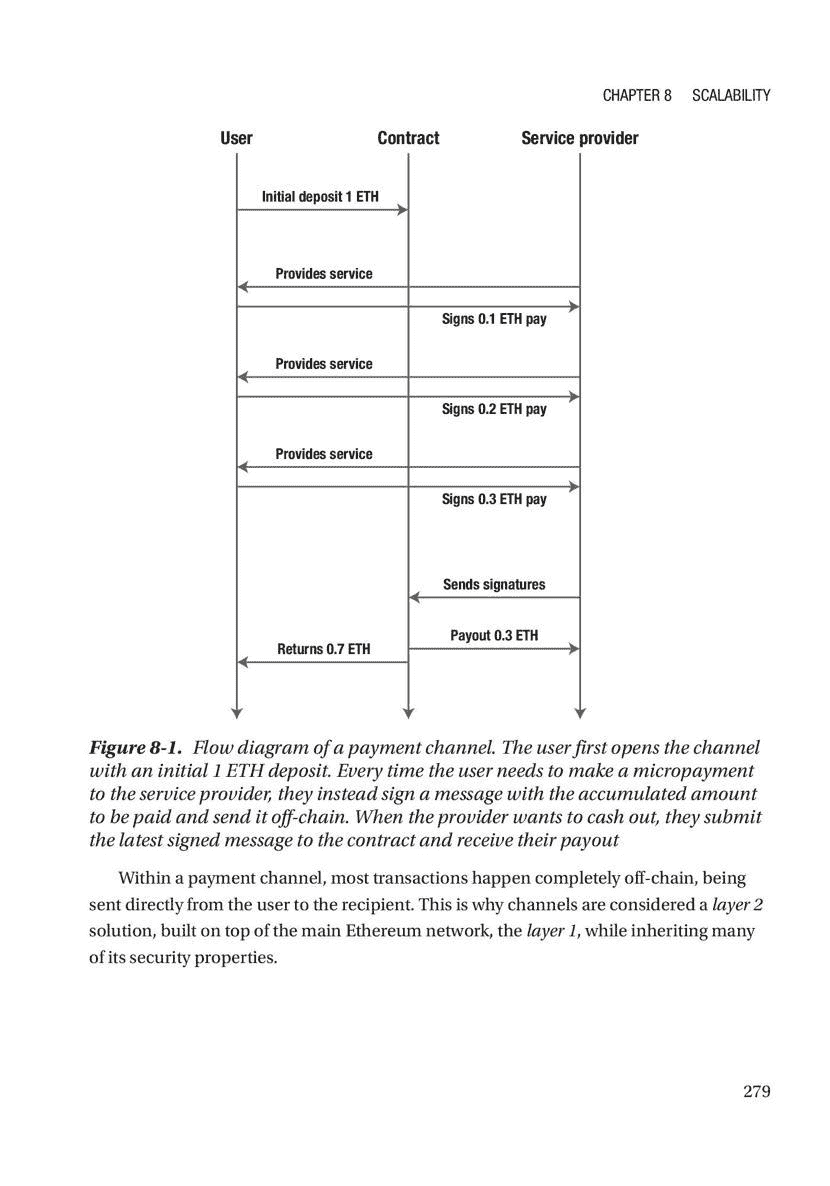 CHAPTER 8 SCALABILITY
User Contract Service provider
Initial deposit 1 ETH
Provides service
Signs 0.1 ETH pay
Provides service
Signs 0.2 ETH pay
Provides service
Signs 0.3 ETH pay
Sends signatures
Payout 0.3 ETH
Returns 0.7 ETH
Figure 8-1. Flow diagram of a payment channel. The user first opens the channel
with an initial 1 ETH deposit. Every time the user needs to make a micropayment
to the service provider, they instead sign a message with the accumulated amount
to be paid and send it off-chain. When the provider wants to cash out, they submit
the latest signed message to the contract and receive their payout
Within a payment channel, most transactions happen completely off-chain, being
sent directly from the user to the recipient. This is why channels are considered a layer 2
solution, built on top of the main Ethereum network, the layer 1, while inheriting many
of its security properties.
279